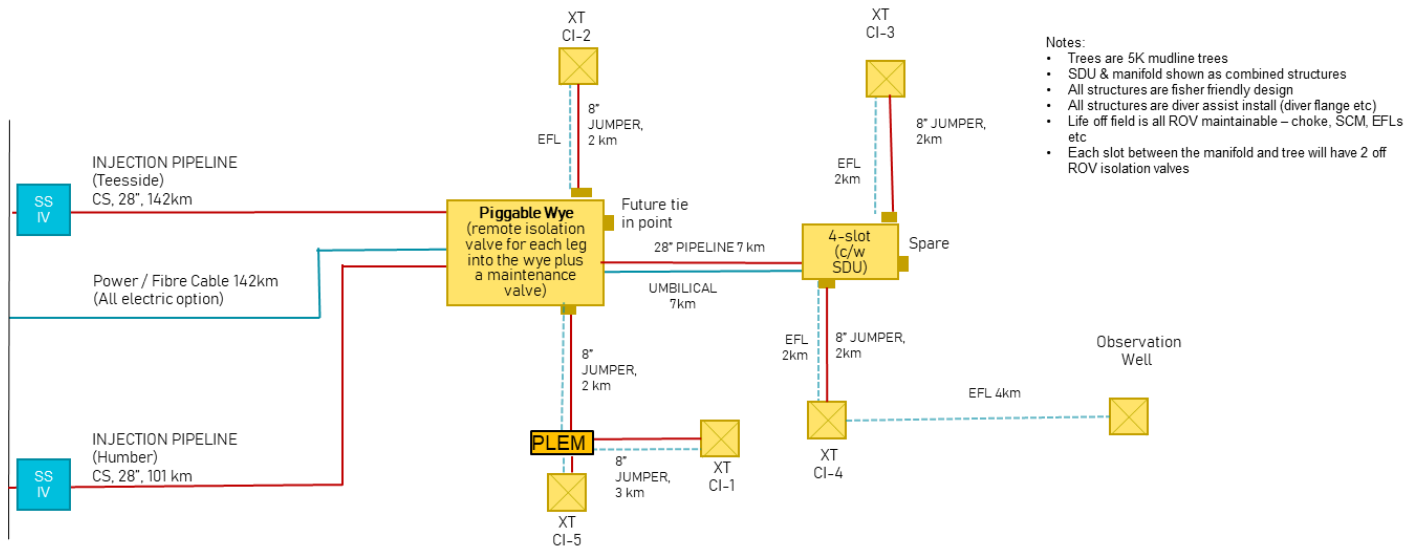 XT
CI-2
XT
CI-3
Notes:
• Trees are 5K mudline trees
• SDU & manifold shown as combined structures
• All structures are fisher friendly design
• All structures are diver assist install (diver flange etc)
• Life off field is all ROV maintainable – choke, SCM, EFLs
etc
• Each slot between the manifold and tree will have 2 off
ROV isolation valves
8”
JUMPER,
2 km
EFL
8” JUMPER,
2km
EFL
2km
INJECTION PIPELINE
(Teesside)
CS, 28”, 142km
SS
IV
Piggable Wye
(remote isolation
valve for each leg
into the wye plus
a maintenance
valve)
Future tie
in point
28” PIPELINE 7 km
UMBILICAL
7km
4-slot
(c/w
SDU)
Spare
Power / Fibre Cable 142km
(All electric option)
8”
JUMPER,
2 km
EFL
2km
8” JUMPER,
2km
Observation
Well
EFL 4km
INJECTION PIPELINE
(Humber)
CS, 28”, 101 km
SS
IV
PLEM
8”
JUMPER,
3 km
XT
CI-1
XT
CI-4
XT
CI-5